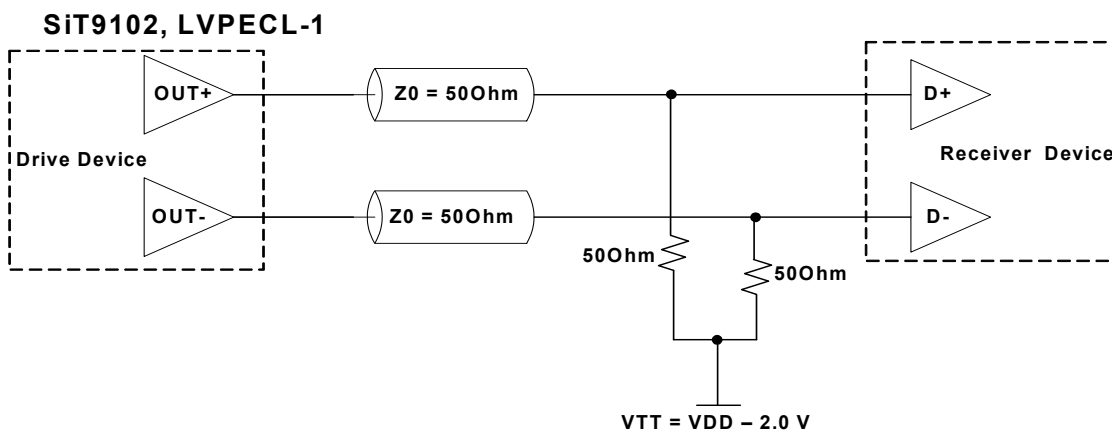 SiT9102, LVPECL-1
OUT+
Z0 = 50Ohm
D+
Drive Device
Receiver Device
OUT-
Z0 = 50Ohm
D-
50Ohm
50Ohm
VTT = VDD – 2.0 V